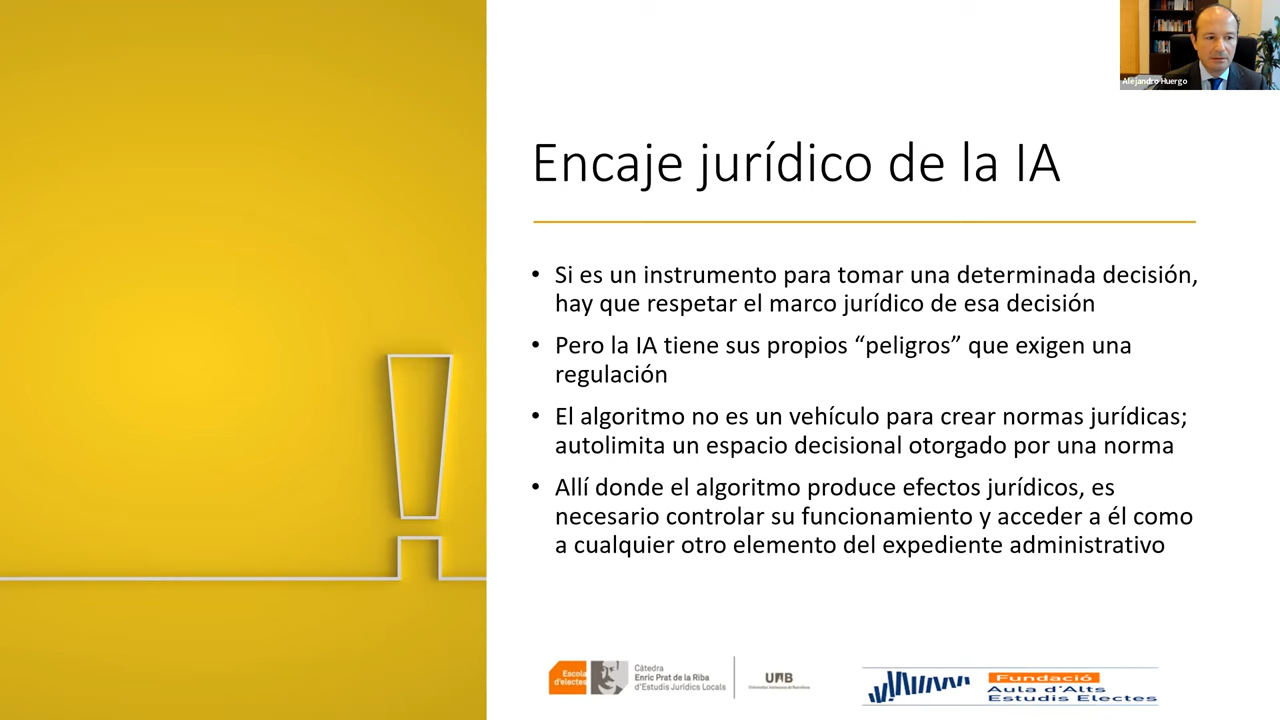 Alejandro Huergo
Encaje jurídico de la IA
• Si es un instrumento para tomar una determinada decisión,
hay que respetar el marco jurídico de esa decisión
• Pero la IA tiene sus propios “peligros” que exigen una
regulación
• El algoritmo no es un vehículo para crear normas jurídicas;
autolimita un espacio decisional otorgado por una norma
• Allí donde el algoritmo produce efectos jurídicos, es
necesario controlar su funcionamiento y acceder a él como
a cualquier otro elemento del expediente administrativo
Escola
d'electes
Càtedra
Enric Prat de la Riba
d'Estudis Jurídics Locals
UAB
Universitat Autònoma de Barcelona
Fundació
Aula d'Alts
Estudis Electes